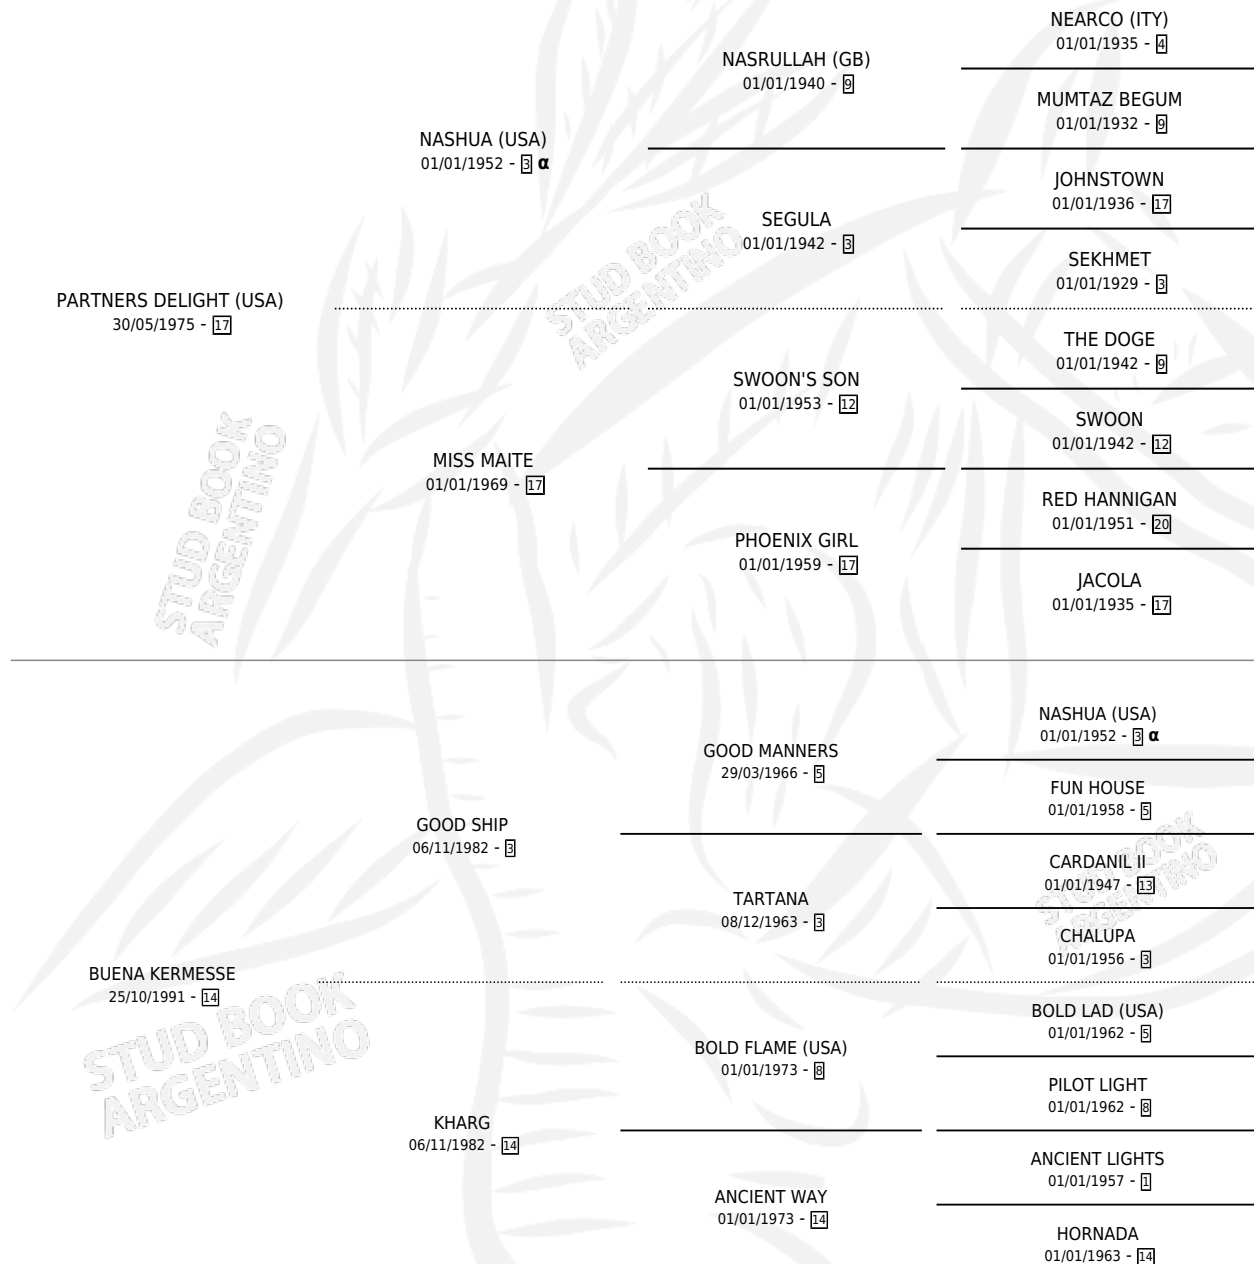 NEARCO (ITY)
01/01/1935 - 4
NASRULLAH (GB)
01/01/1940 - 9
MUMTAZ BEGUM
01/01/1932 - 9
NASHUA (USA)
01/01/1952 - 3 α
JOHNSTOWN
01/01/1936 - 17
SEGULA
01/01/1942 - 3
SEKHMET
01/01/1929 - 3
PARTNERS DELIGHT (USA)
30/05/1975 - 17
THE DOGE
01/01/1942 - 9
SWOON'S SON
01/01/1953 - 12
SWOON
01/01/1942 - 12
MISS MAITE
01/01/1969 - 17
RED HANNIGAN
01/01/1951 - 20
PHOENIX GIRL
01/01/1959 - 17
JACOLA
01/01/1935 - 17
NASHUA (USA)
01/01/1952 - 3 α
GOOD MANNERS
29/03/1966 - 5
FUN HOUSE
01/01/1958 - 5
GOOD SHIP
06/11/1982 - 3
CARDANIL II
01/01/1947 - 13
TARTANA
08/12/1963 - 3
CHALUPA
01/01/1956 - 3
BUENA KERMESSE
25/10/1991 - 14
BOLD LAD (USA)
01/01/1962 - 5
BOLD FLAME (USA)
01/01/1973 - 8
PILOT LIGHT
01/01/1962 - 8
KHARG
06/11/1982 - 14
ANCIENT LIGHTS
01/01/1957 - 1
ANCIENT WAY
01/01/1973 - 14
HORNADA
01/01/1963 - 14
STUD BOOK
ARGENTINO
STUD BOOK
ARGENTINO
STUD BOOK
ARGENTINO
STUD BOOK
ARGENTINO